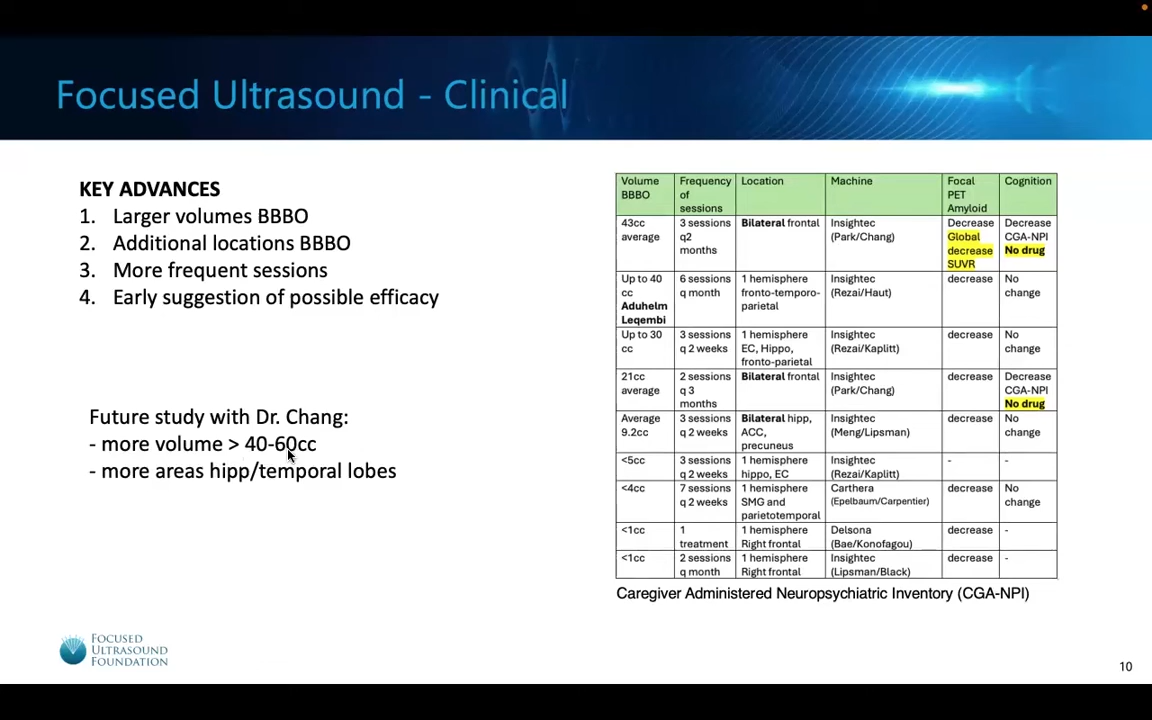 Focused Ultrasound - Clinical
KEY ADVANCES
1. Larger volumes BBBO
2. Additional locations BBBO
3. More frequent sessions
4. Early suggestion of possible efficacy
Future study with Dr. Chang:
- more volume > 40-60cc
- more areas hipp/temporal lobes
Volume BBBO | Frequency of sessions | Location | Machine | Focal PET Amyloid | Cognition
43cc average | 3 sessions q2 months | Bilateral frontal | Insightec (Park/Chang) | Decrease Global decrease SUVR | Decrease CGA-NPI No drug
Up to 40 cc Aduhelm Leqembi | 6 sessions q month | 1 hemisphere fronto-temporo-parietal | Insightec (Rezai/Haut) | decrease | No change
Up to 30 cc | 3 sessions q 2 weeks | 1 hemisphere EC, Hippo, fronto-parietal | Insightec (Rezai/Kaplitt) | decrease | No change
21cc average | 2 sessions q 3 months | Bilateral frontal | Insightec (Park/Chang) | decrease | Decrease CGA-NPI No drug
Average 9.2cc | 3 sessions q 2 weeks | Bilateral hipp, ACC, precuneus | Insightec (Meng/Lipsman) | decrease | No change
<5cc | 3 sessions q 2 weeks | 1 hemisphere hippo, EC | Insightec (Rezai/Kaplitt) | - | -
<4cc | 7 sessions q 2 weeks | 1 hemisphere SMG and parietotemporal | Carthera (Epelbaum/Carpentier) | decrease | No change
<1cc | 1 treatment | 1 hemisphere Right frontal | Delsona (Bae/Konofagou) | decrease | -
<1cc | 2 sessions q month | 1 hemisphere Right frontal | Insightec (Lipsman/Black) | decrease | -
Caregiver Administered Neuropsychiatric Inventory (CGA-NPI)
FOCUSED
ULTRASOUND
FOUNDATION
10